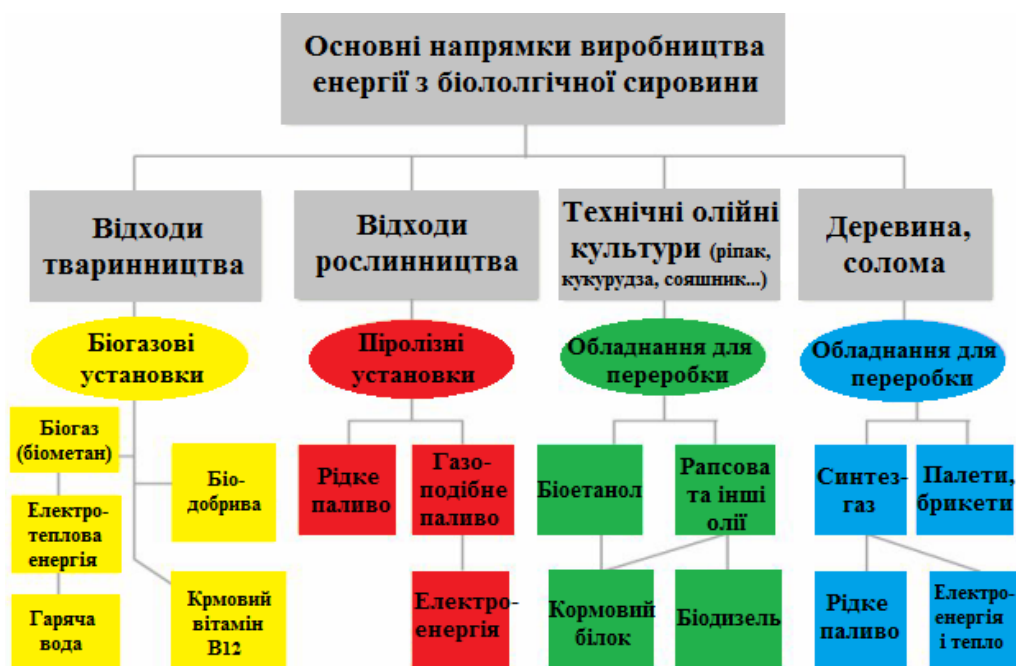 Основні напрямки виробництва
енергії з біололгічної сировини
Відходи
тваринництва
Відходи
рослинництва
Технічні олійні
культури (ріпак,
кукурудза, сояшник...)
Деревина,
солома
Біогазові
установки
Піролізні
установки
Обладнання для
переробки
Обладнання для
переробки
Біогаз
(біометан)
Електро-
теплова
енергія
Гаряча
вода
Біо-
добрива
Крмовий
вітамін
В12
Рідке
паливо
Газо-
подібне
паливо
Електро-
енергія
Біоетанол
Рапсова
та інші
олії
Кормовий
білок
Біодизель
Синтез-
газ
Палети,
брикети
Рідке
паливо
Електро-
енергія
і тепло